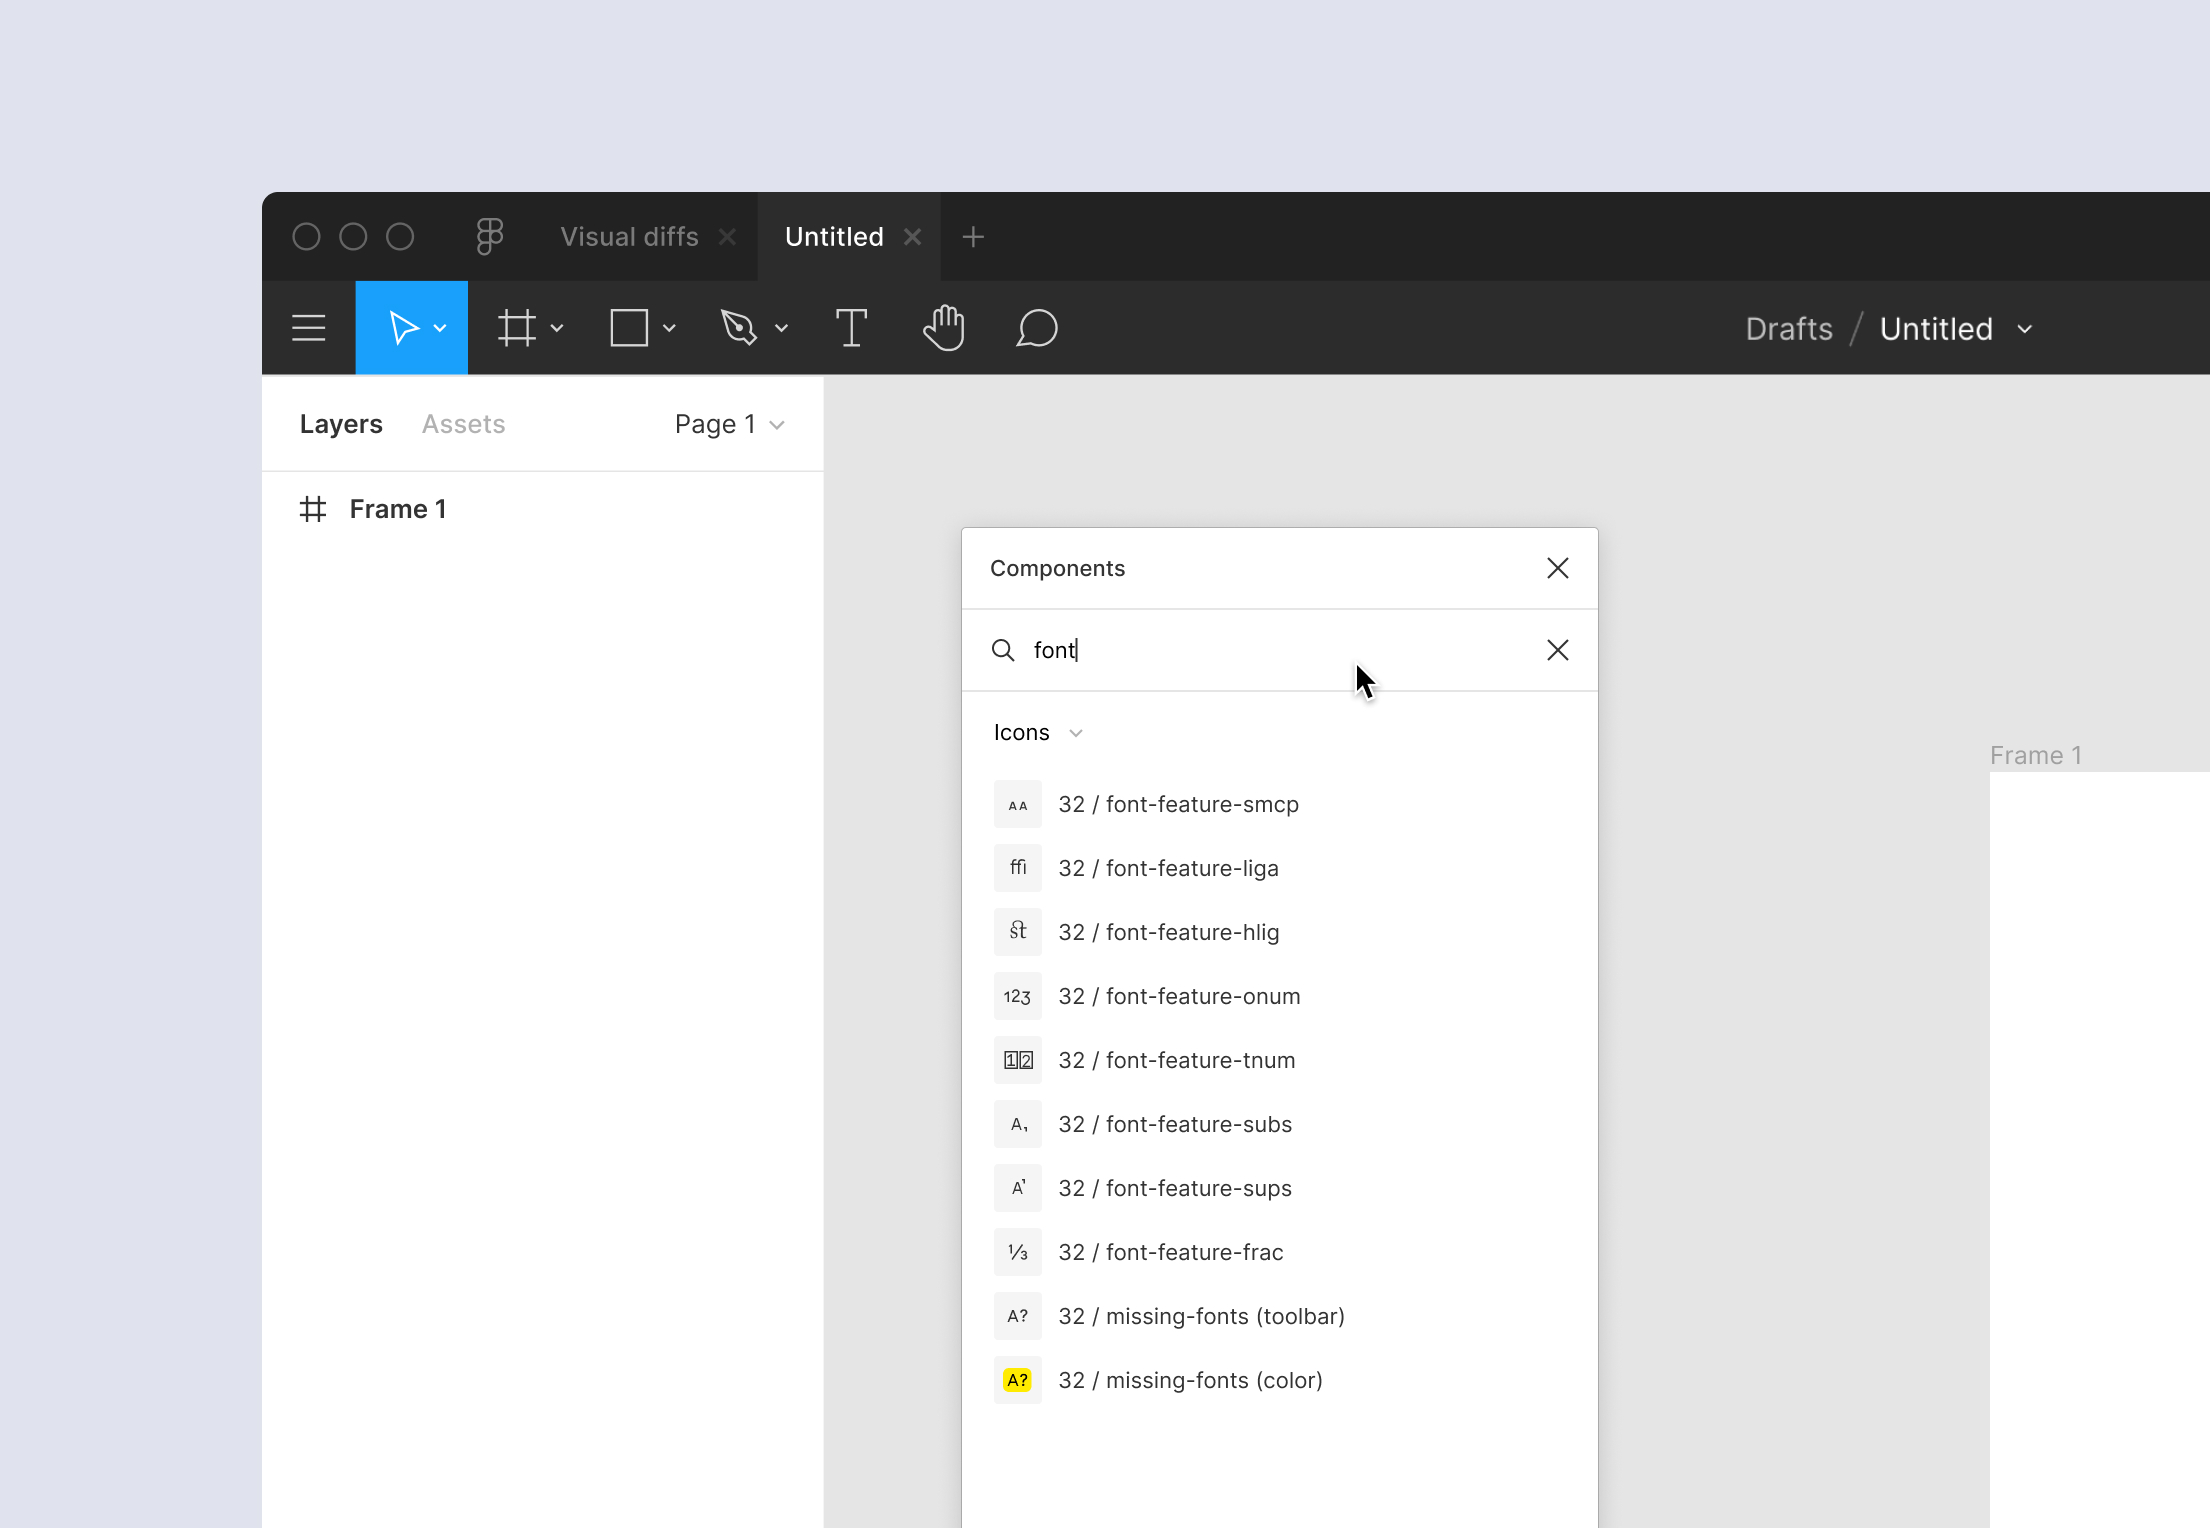 Visual diffs Untitled
Drafts / Untitled
Layers Assets Page 1
Frame 1
Components
font
Icons
AA 32 / font-feature-smcp
ffi 32 / font-feature-liga
st 32 / font-feature-hlig
123 32 / font-feature-onum
12 32 / font-feature-tnum
A1 32 / font-feature-subs
A1 32 / font-feature-sups
1/3 32 / font-feature-frac
A? 32 / missing-fonts (toolbar)
A? 32 / missing-fonts (color)
Frame 1